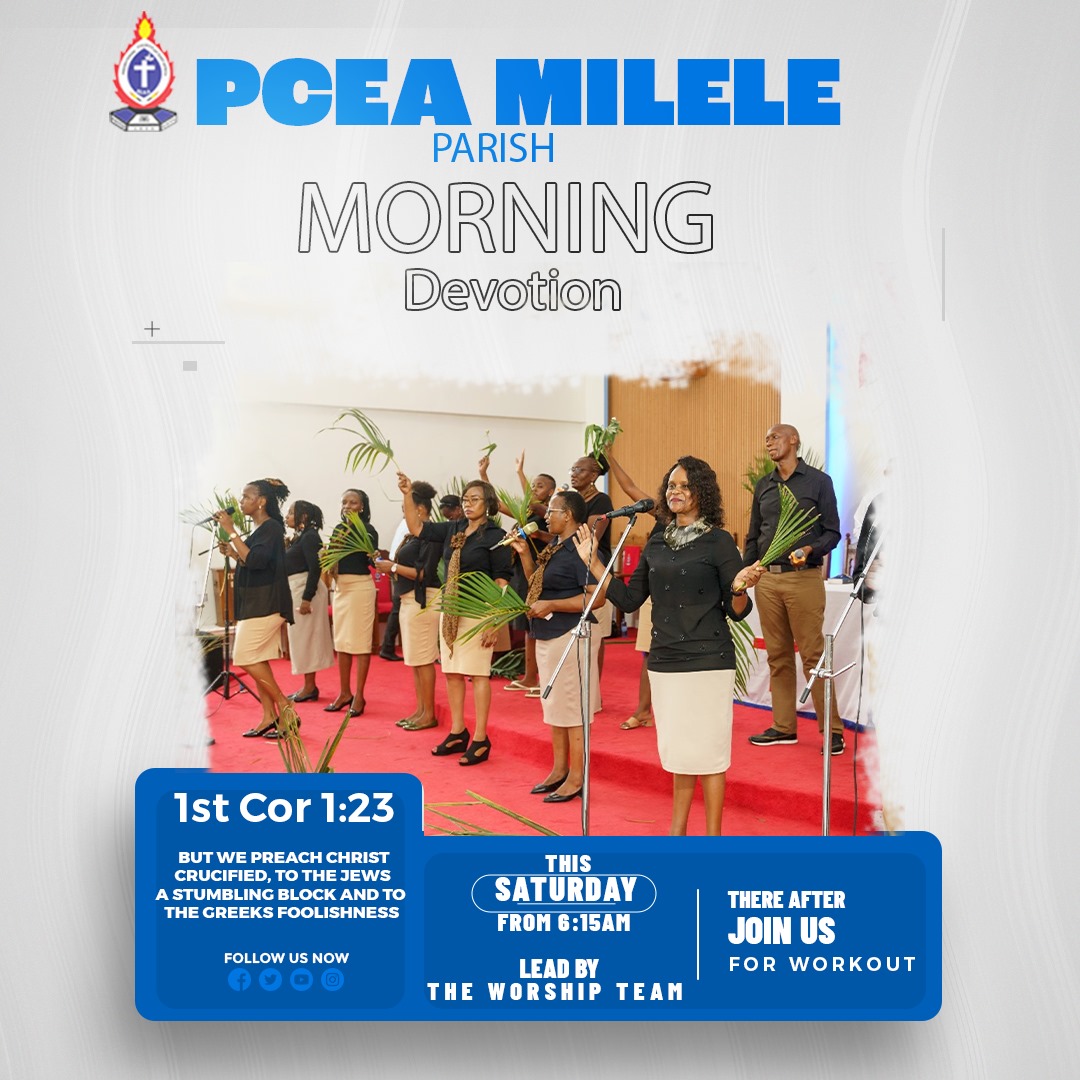 PCEA MILELE
PARISH
MORNING
Devotion
1st Cor 1:23
BUT WE PREACH CHRIST
CRUCIFIED, TO THE JEWS
A STUMBLING BLOCK AND TO
THE GREEKS FOOLISHNESS
FOLLOW US NOW
THIS
SATURDAY
FROM 6:15AM
LEAD BY
THE WORSHIP TEAM
THERE AFTER
JOIN US
FOR WORKOUT